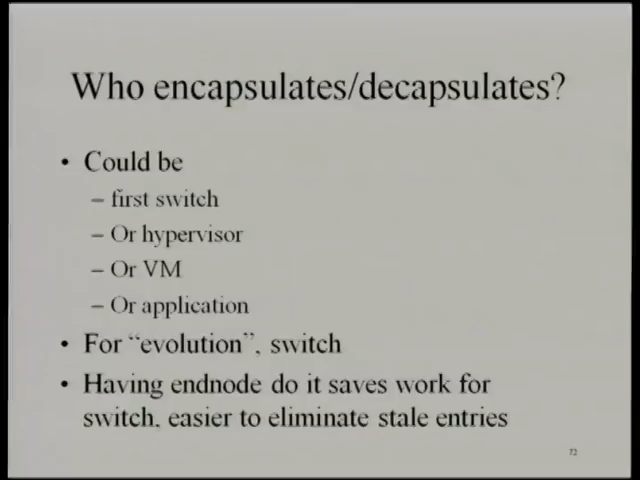 Who encapsulates/decapsulates?
• Could be
– first switch
– Or hypervisor
– Or VM
– Or application
• For “evolution”, switch
• Having endnode do it saves work for
switch, easier to eliminate stale entries
72